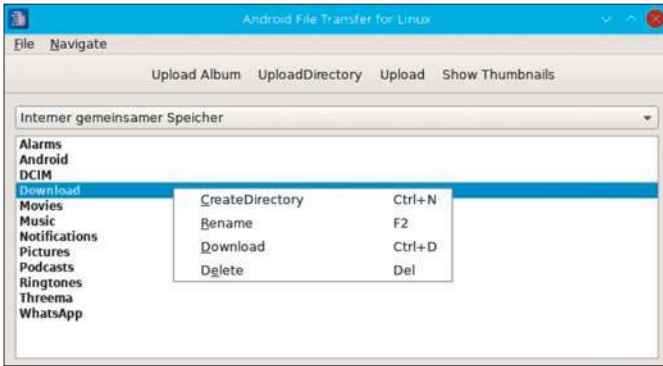 Android File Transfer for Linux
File Navigate
Upload Album UploadDirectory Upload Show Thumbnails
Interner gemeinsamer Speicher
Alarms
Android
DCIM
Download
Movies
Music
Notifications
Pictures
Podcasts
Ringtones
Threema
WhatsApp
CreateDirectory Ctrl+N
Rename F2
Download Ctrl+D
Delete Del